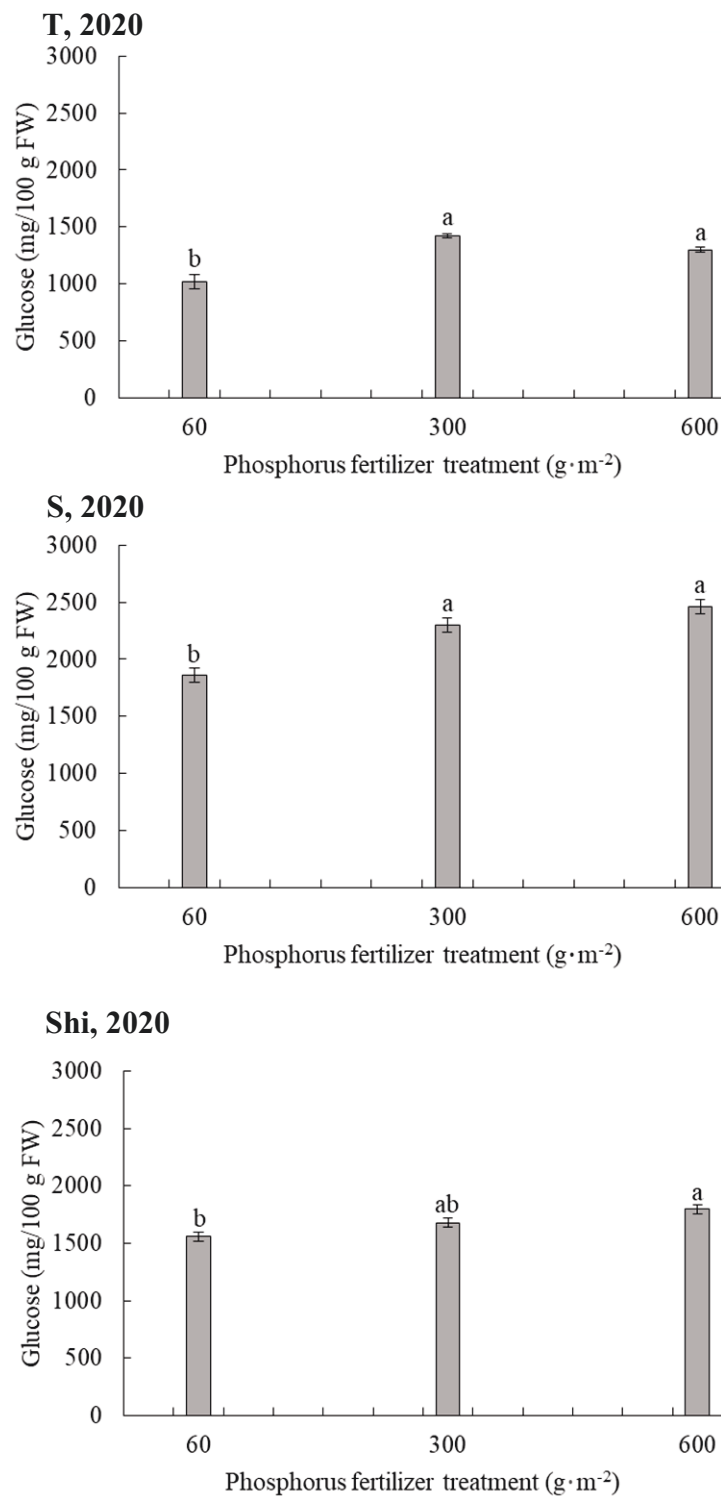 T, 2020
3000
2500
2000
1500
1000
500
0
Glucose (mg/100 g FW)
b
a
a
60 300 600
Phosphorus fertilizer treatment (g·m⁻²)
S, 2020
3000
2500
2000
1500
1000
500
0
Glucose (mg/100 g FW)
b
a
a
60 300 600
Phosphorus fertilizer treatment (g·m⁻²)
Shi, 2020
3000
2500
2000
1500
1000
500
0
Glucose (mg/100 g FW)
b
ab
a
60 300 600
Phosphorus fertilizer treatment (g·m⁻²)